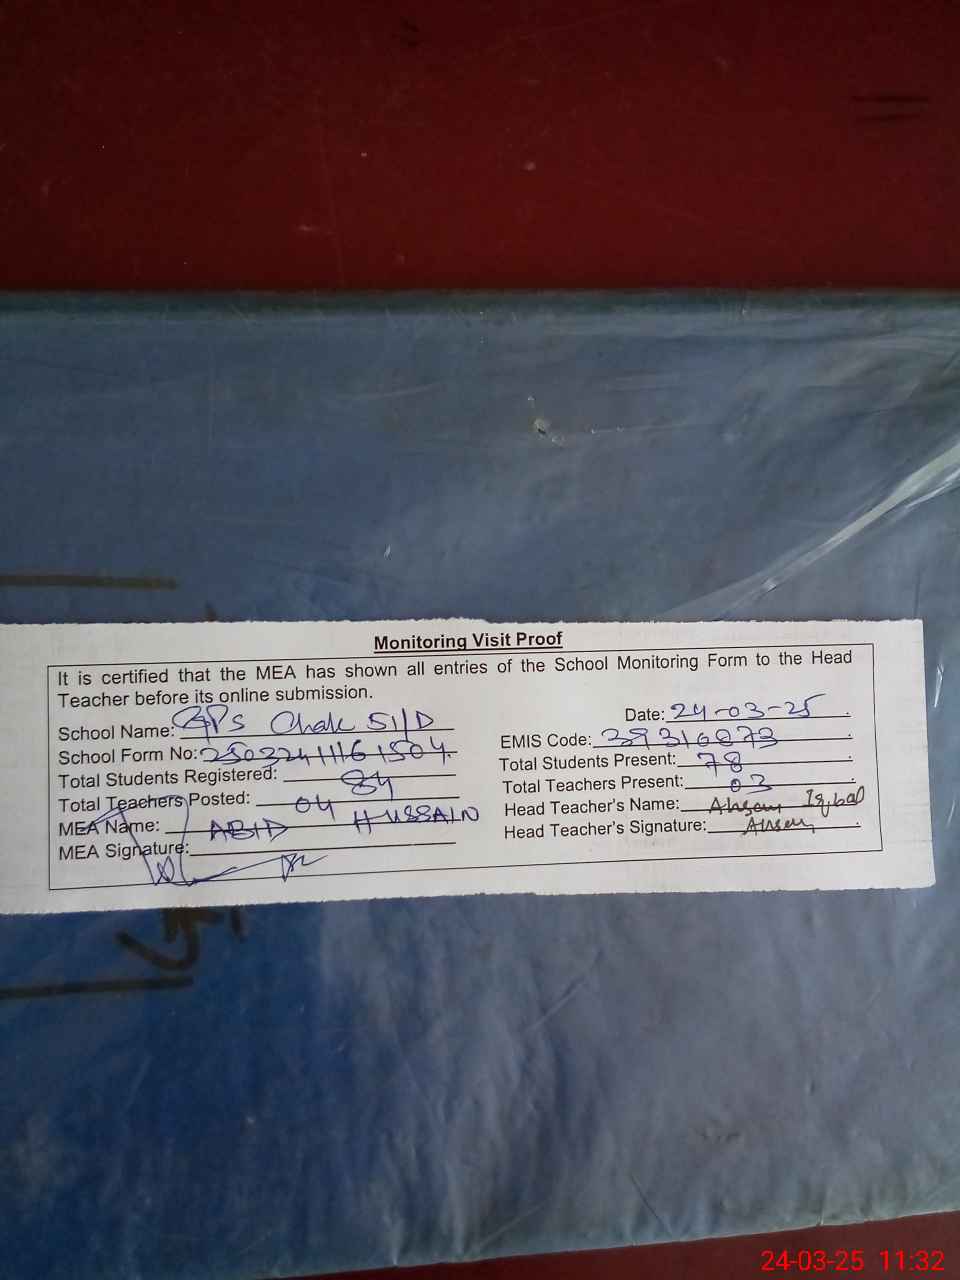 Monitoring Visit Proof
It is certified that the MEA has shown all entries of the School Monitoring Form to the Head
Teacher before its online submission.
School Name: GPS Chak 51/D
Date: 24-03-25
School Form No: 25032411161504
EMIS Code: 39310873
Total Students Registered: 84
Total Students Present: 78
Total Teachers Posted: 04
Total Teachers Present: 03
MEA Name: ABID HUSSAIN
Head Teacher's Name: Ahsan Iqbal
MEA Signature:
Head Teacher's Signature: Ahsan
24-03-25 11:32